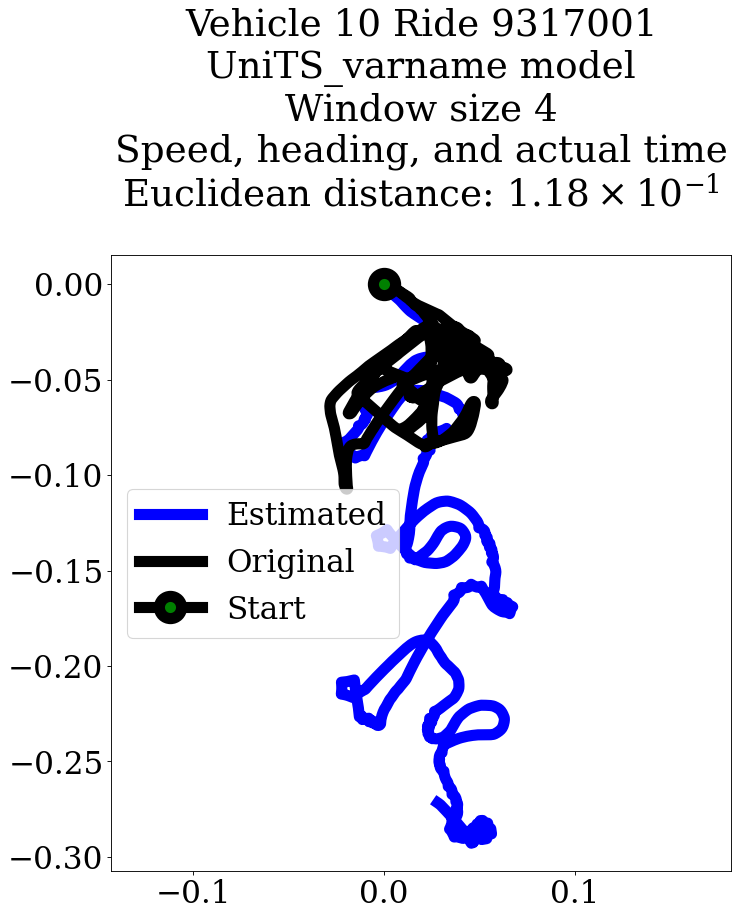 Vehicle 10 Ride 9317001
UniTS_varname model
Window size 4
Speed, heading, and actual time
Euclidean distance: 1.18 × 10⁻¹
0.00
−0.05
−0.10
−0.15
−0.20
−0.25
−0.30
Estimated
Original
Start
−0.1 0.0 0.1